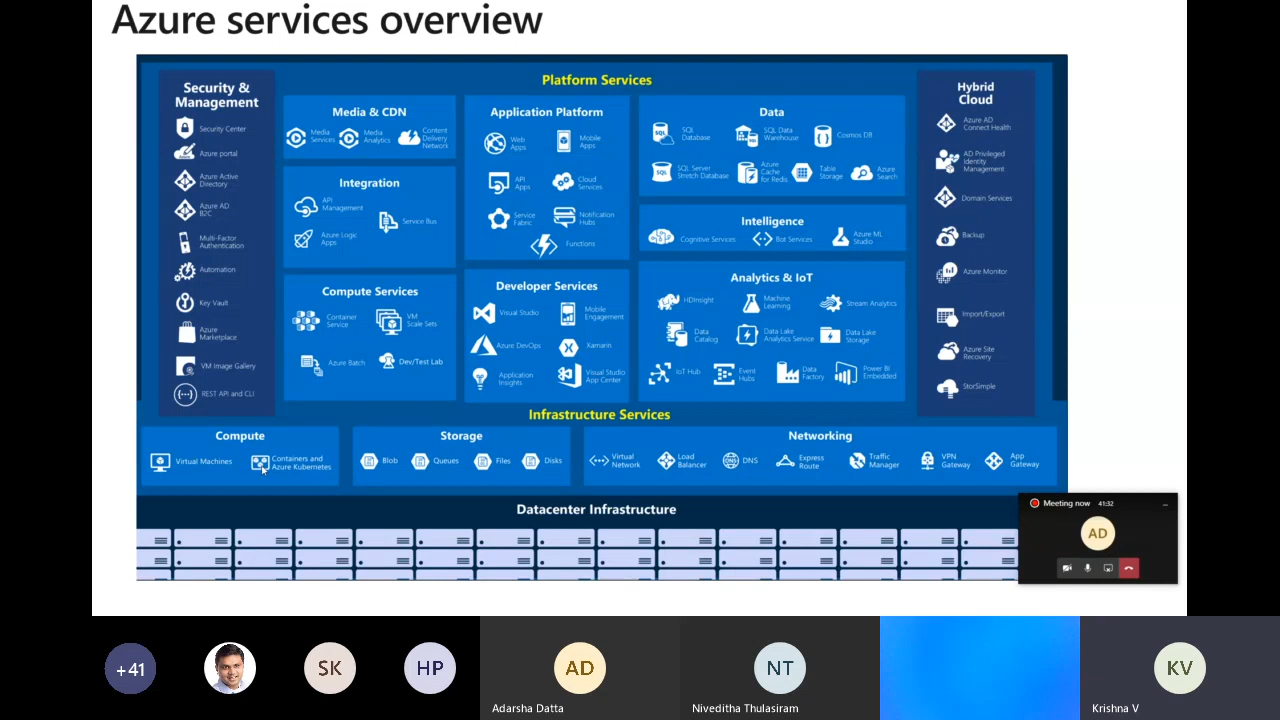 Azure services overview
Platform Services
Security &
Management
Security Center
Azure portal
Azure Active
Directory
Azure AD
B2C
Multi-Factor
Authentication
Automation
Key Vault
Azure
Marketplace
VM Image Gallery
REST API and CLI
Media & CDN
Media
Services
Media
Analytics
Content
Delivery
Network
Integration
API
Management
Service Bus
Azure Logic
Apps
Compute Services
Container
Service
VM
Scale Sets
Azure Batch
Dev/Test Lab
Application Platform
Web
Apps
Mobile
Apps
API
Apps
Cloud
Services
Service
Fabric
Notification
Hubs
Functions
Developer Services
Visual Studio
Mobile
Engagement
Azure DevOps
Xamarin
Application
Insights
Visual Studio
App Center
Data
SQL
SQL
Database
SQL Data
Warehouse
Cosmos DB
SQL
SQL Server
Stretch Database
Azure
Cache
for Redis
Table
Storage
Azure
Search
Intelligence
Cognitive Services
Bot Services
Azure ML
Studio
Analytics & IoT
HDInsight
Machine
Learning
Stream Analytics
Data
Catalog
Data Lake
Analytics Service
Data Lake
Storage
IoT Hub
Event
Hubs
Data
Factory
Power BI
Embedded
Hybrid
Cloud
Azure AD
Connect Health
AD Privileged
Identity
Management
Domain Services
Backup
Azure Monitor
Import/Export
Azure Site
Recovery
StorSimple
Infrastructure Services
Compute
Virtual Machines
Containers and
Azure Kubernetes
Storage
Blob
Queues
Files
Disks
Networking
Virtual
Network
Load
Balancer
DNS
DNS
Express
Route
Traffic
Manager
VPN
Gateway
App
Gateway
Datacenter Infrastructure
Meeting now 41:32
AD
+41
SK
HP
AD
Adarsha Datta
NT
Niveditha Thulasiram
KV
Krishna V